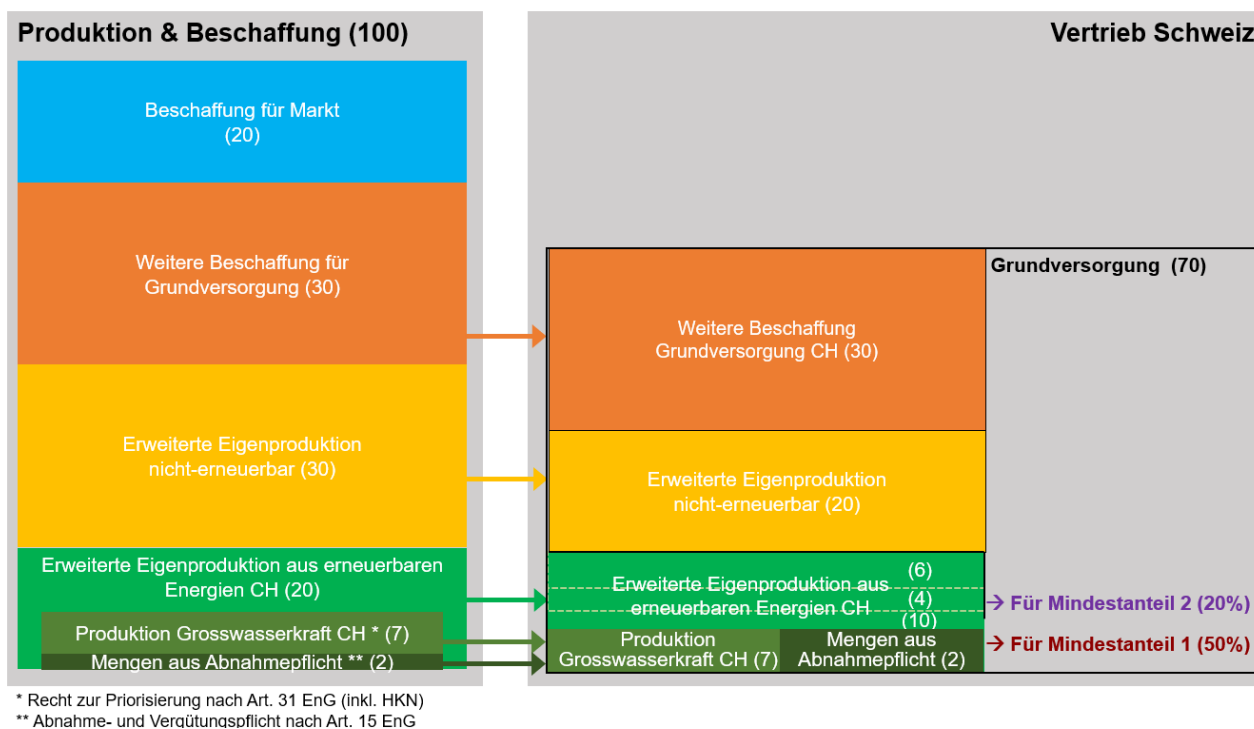 Produktion & Beschaffung (100)
Beschaffung für Markt
(20)
Weitere Beschaffung für
Grundversorgung (30)
Erweiterte Eigenproduktion
nicht-erneuerbar (30)
Erweiterte Eigenproduktion aus erneuerbaren
Energien CH (20)
Produktion Grosswasserkraft CH * (7)
Mengen aus Abnahmepflicht ** (2)
* Recht zur Priorisierung nach Art. 31 EnG (inkl. HKN)
** Abnahme- und Vergütungspflicht nach Art. 15 EnG
Vertrieb Schweiz
Grundversorgung (70)
Weitere Beschaffung
Grundversorgung CH (30)
Erweiterte Eigenproduktion
nicht-erneuerbar (20)
Erweiterte Eigenproduktion aus
erneuerbaren Energien CH
(6)
(4)
(10)
→ Für Mindestanteil 2 (20%)
Produktion
Grosswasserkraft CH (7)
Mengen aus
Abnahmepflicht (2)
→ Für Mindestanteil 1 (50%)